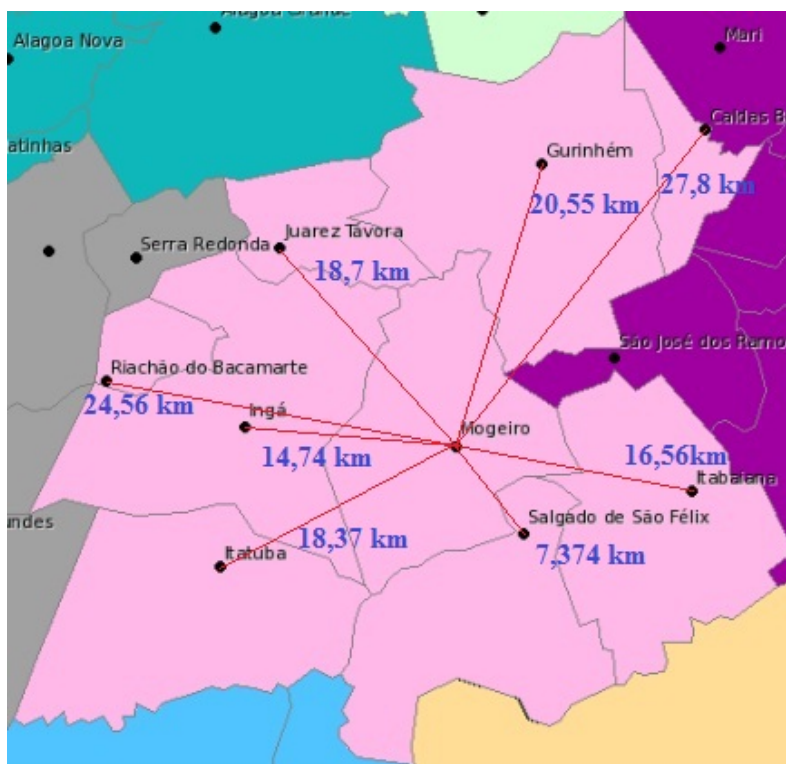 Alagoa Grande
Alagoa Nova
Mari
Caldas B
atinhas
Gurinhém
27,8 km
20,55 km
Juarez Távora
Serra Redonda
18,7 km
São José dos Ramo
Riachão do Bacamarte
24,56 km
Ingá
Mogeiro
14,74 km
16,56km
Itabaiana
Salgado de São Félix
undes
18,37 km
Itatuba
7,374 km